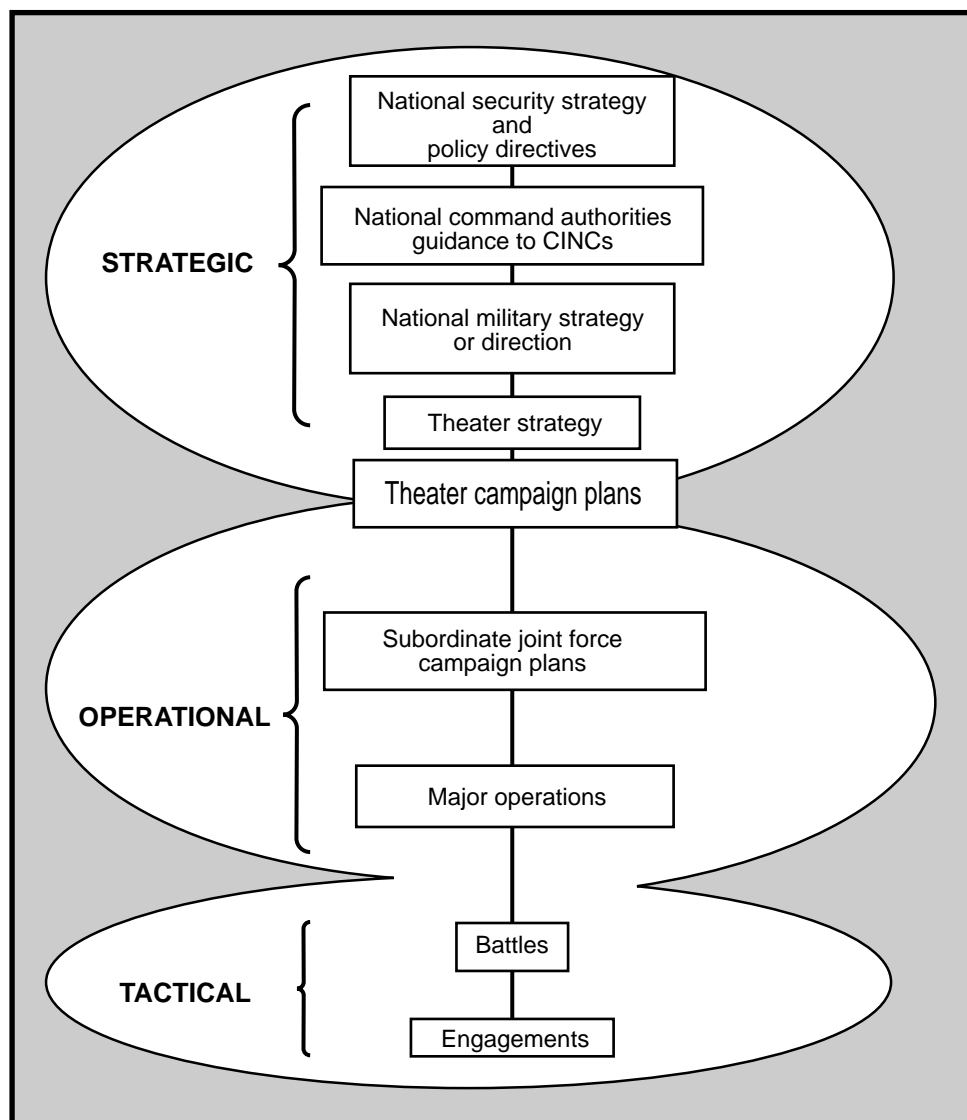 National security strategy
and
policy directives
National command authorities
guidance to CINCs
STRATEGIC
National military strategy
or direction
Theater strategy
Theater campaign plans
Subordinate joint force
campaign plans
OPERATIONAL
Major operations
Battles
TACTICAL
Engagements